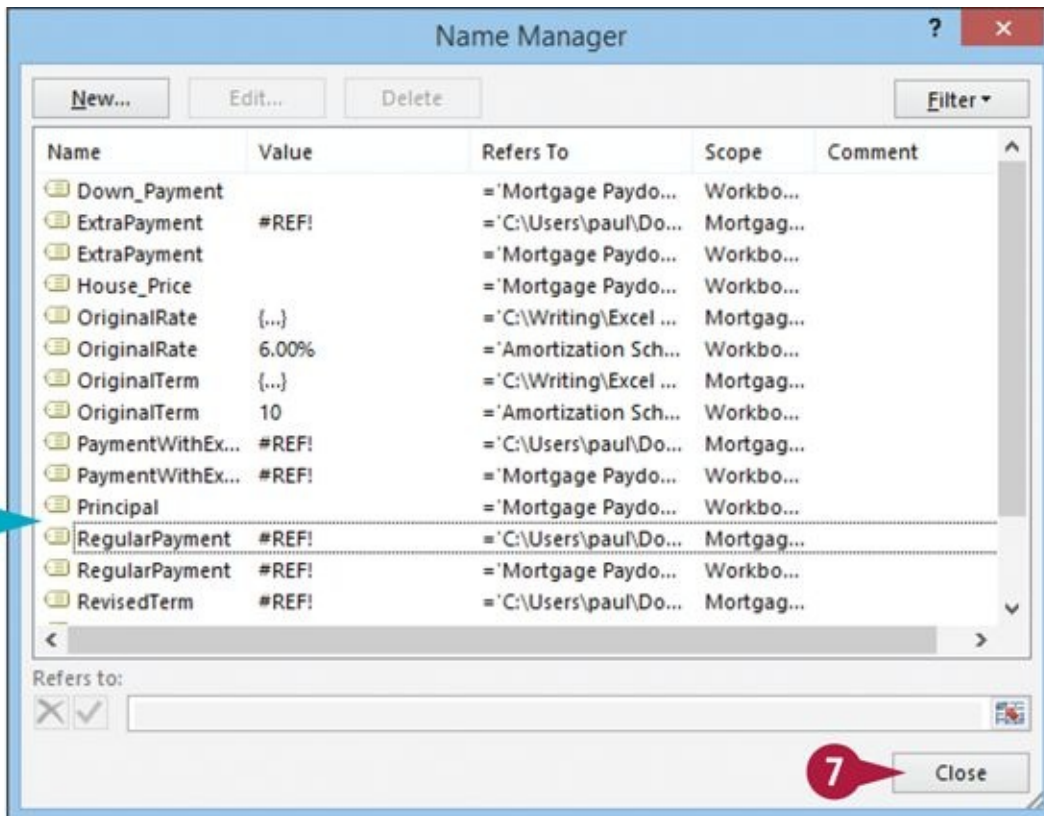 Name Manager ? ×
New... Edit... Delete Filter
Name Value Refers To Scope Comment
Down_Payment ='Mortgage Paydo... Workbo...
ExtraPayment #REF! ='C:\Users\paul\Do... Mortgag...
ExtraPayment ='Mortgage Paydo... Workbo...
House_Price ='Mortgage Paydo... Workbo...
OriginalRate {...} ='C:\Writing\Excel ... Mortgag...
OriginalRate 6.00% ='Amortization Sch... Workbo...
OriginalTerm {...} ='C:\Writing\Excel ... Mortgag...
OriginalTerm 10 ='Amortization Sch... Workbo...
PaymentWithEx... #REF! ='C:\Users\paul\Do... Mortgag...
PaymentWithEx... #REF! ='Mortgage Paydo... Workbo...
Principal ='Mortgage Paydo... Workbo...
RegularPayment #REF! ='C:\Users\paul\Do... Mortgag...
RegularPayment #REF! ='Mortgage Paydo... Workbo...
RevisedTerm #REF! ='C:\Users\paul\Do... Mortgag...
Refers to:
7 Close